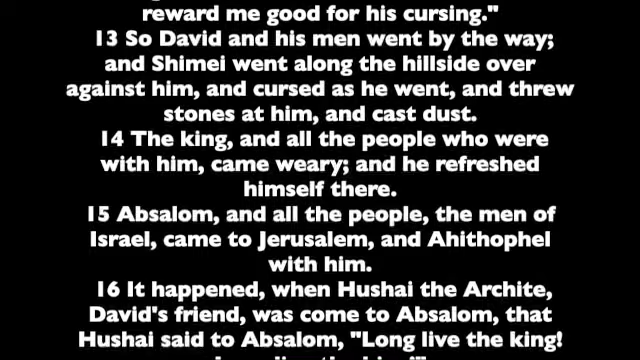 reward me good for his cursing."
13 So David and his men went by the way;
and Shimei went along the hillside over
against him, and cursed as he went, and threw
stones at him, and cast dust.
14 The king, and all the people who were
with him, came weary; and he refreshed
himself there.
15 Absalom, and all the people, the men of
Israel, came to Jerusalem, and Ahithophel
with him.
16 It happened, when Hushai the Archite,
David's friend, was come to Absalom, that
Hushai said to Absalom, "Long live the king!